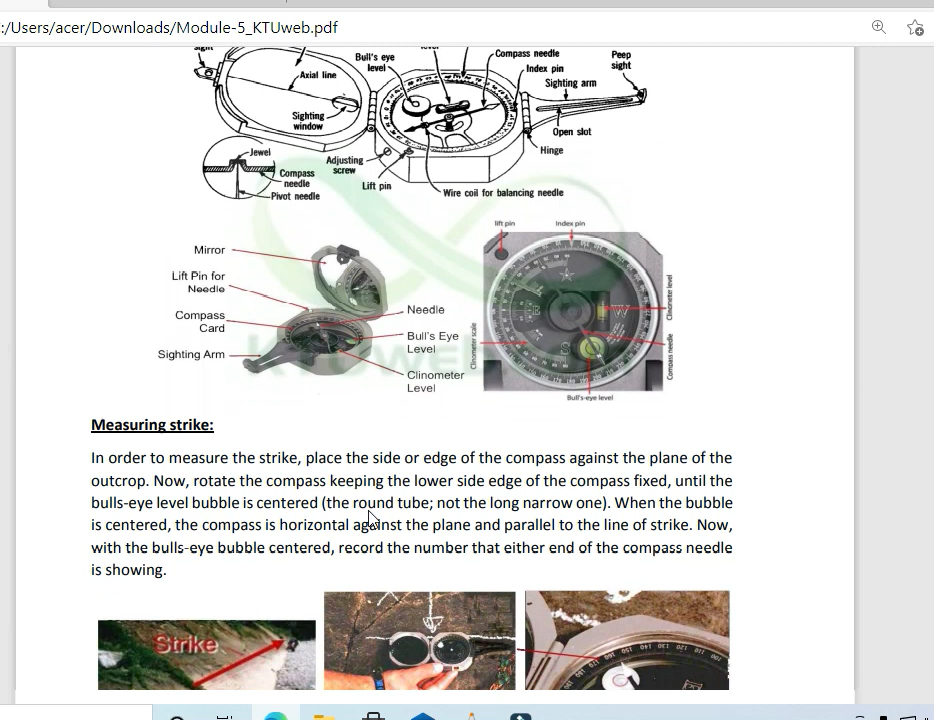 :/Users/acer/Downloads/Module-5_KTUweb.pdf
sight
Bull's eye
level
level
Compass needle
Peep
sight
Axial line
Index pin
Sighting arm
Sighting
window
Open slot
Hinge
Jewel
Adjusting
screw
Compass
needle
Lift pin
Pivot needle
Wire coil for balancing needle
lift pin
Index pin
Mirror
Lift Pin for
Needle
Needle
Compass
Card
Bull's Eye
Level
Sighting Arm
Clinometer
Level
Clinometer scale
Clinometer level
Compass needle
Bull's-eye level
E
W
S
Measuring strike:
In order to measure the strike, place the side or edge of the compass against the plane of the
outcrop. Now, rotate the compass keeping the lower side edge of the compass fixed, until the
bulls-eye level bubble is centered (the round tube; not the long narrow one). When the bubble
is centered, the compass is horizontal against the plane and parallel to the line of strike. Now,
with the bulls-eye bubble centered, record the number that either end of the compass needle
is showing.
Strike